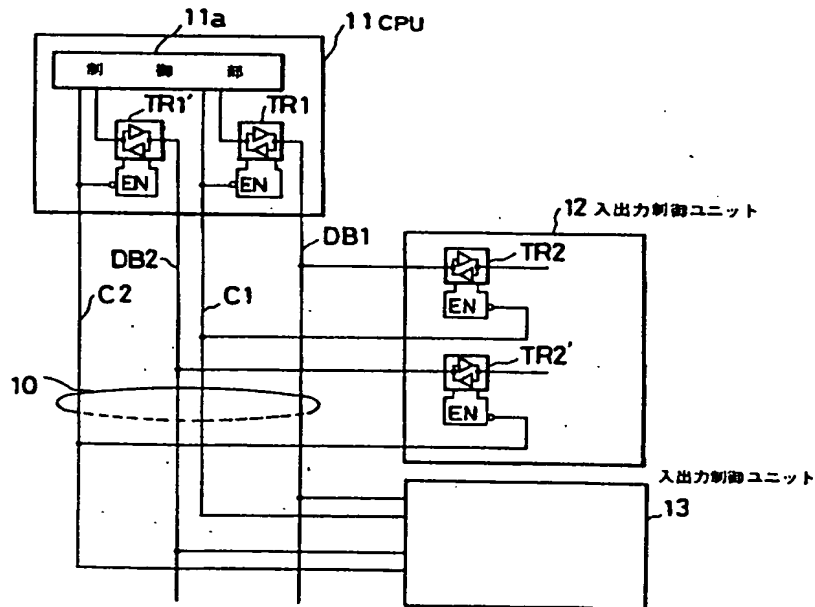 11a
11 CPU
制 御 部
TR1'
TR1
EN
EN
12 入出力制御ユニット
DB1
TR2
DB2
C2
C1
EN
TR2'
10
EN
入出力制御ユニット
13